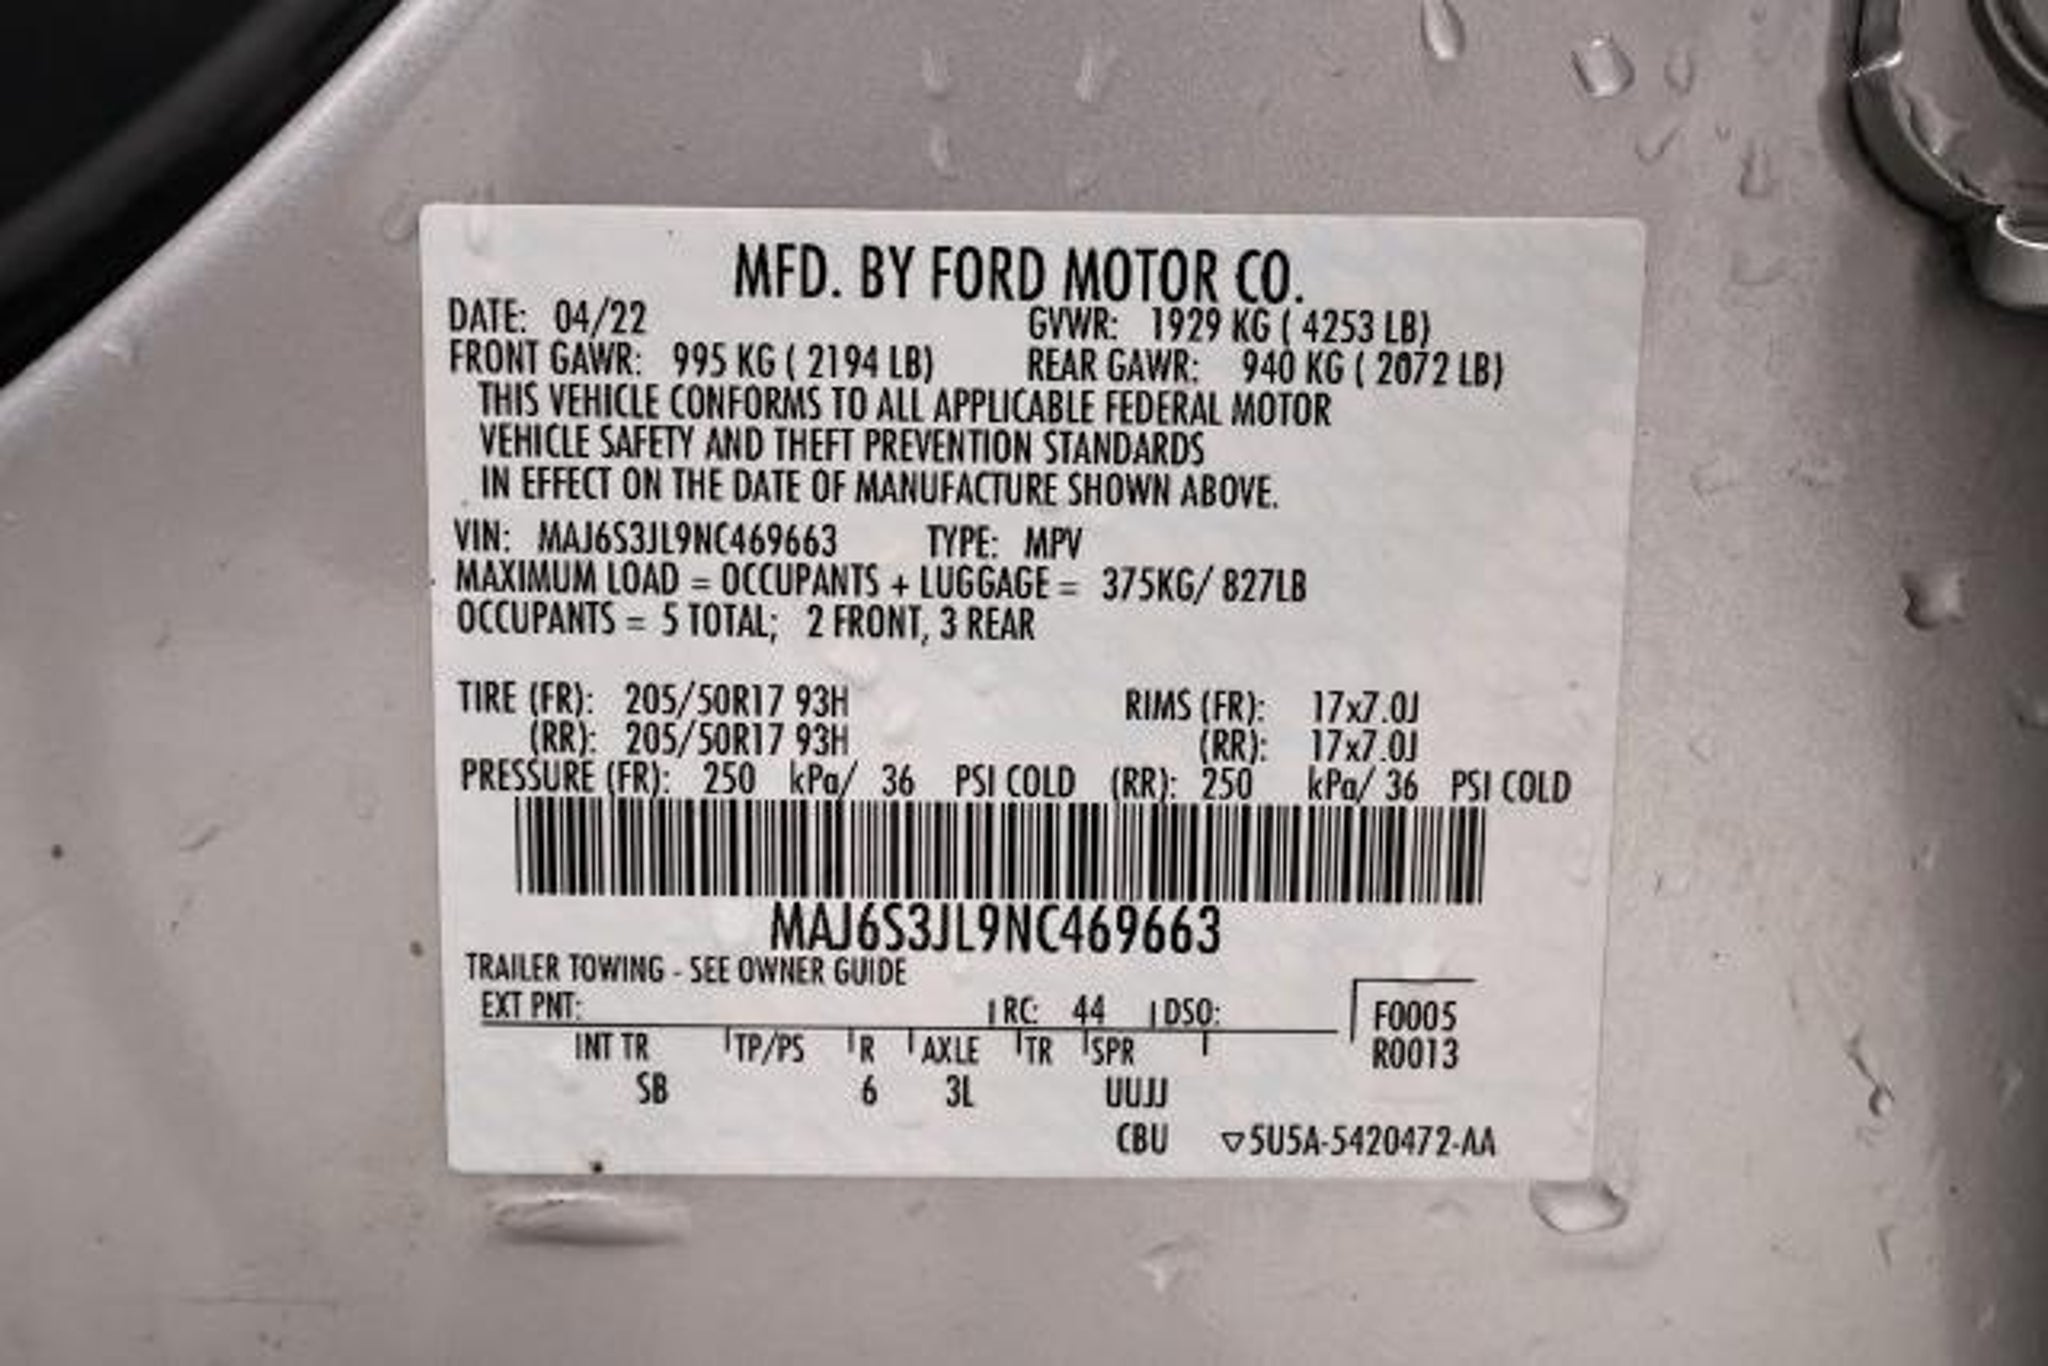 MFD. BY FORD MOTOR CO.
DATE: 04/22 GVWR: 1929 KG ( 4253 LB)
FRONT GAWR: 995 KG ( 2194 LB) REAR GAWR: 940 KG ( 2072 LB)
THIS VEHICLE CONFORMS TO ALL APPLICABLE FEDERAL MOTOR
VEHICLE SAFETY AND THEFT PREVENTION STANDARDS
IN EFFECT ON THE DATE OF MANUFACTURE SHOWN ABOVE.
VIN: MAJ6S3JL9NC469663 TYPE: MPV
MAXIMUM LOAD = OCCUPANTS + LUGGAGE = 375KG/ 827LB
OCCUPANTS = 5 TOTAL; 2 FRONT, 3 REAR
TIRE (FR): 205/50R17 93H RIMS (FR): 17x7.0J
(RR): 205/50R17 93H (RR): 17x7.0J
PRESSURE (FR): 250 kPa/ 36 PSI COLD (RR): 250 kPa/ 36 PSI COLD
MAJ6S3JL9NC469663
TRAILER TOWING - SEE OWNER GUIDE
EXT PNT: RC: 44 DSO: F0005
INT TR TP/PS R AXLE TR SPR R0013
SB 6 3L UUJJ
CBU ▽5U5A-5420472-AA